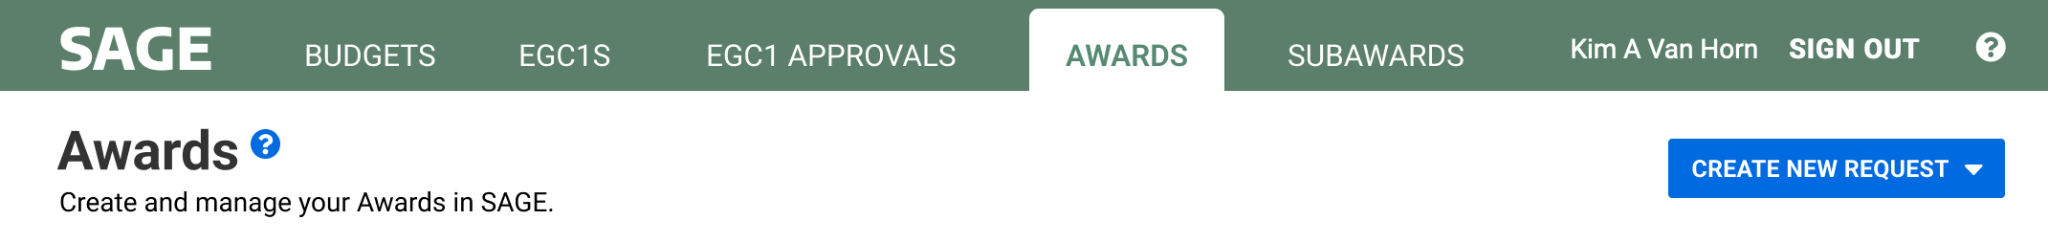 SAGE BUDGETS EGC1S EGC1 APPROVALS AWARDS SUBAWARDS Kim A Van Horn SIGN OUT ?
Awards ?
CREATE NEW REQUEST
Create and manage your Awards in SAGE.